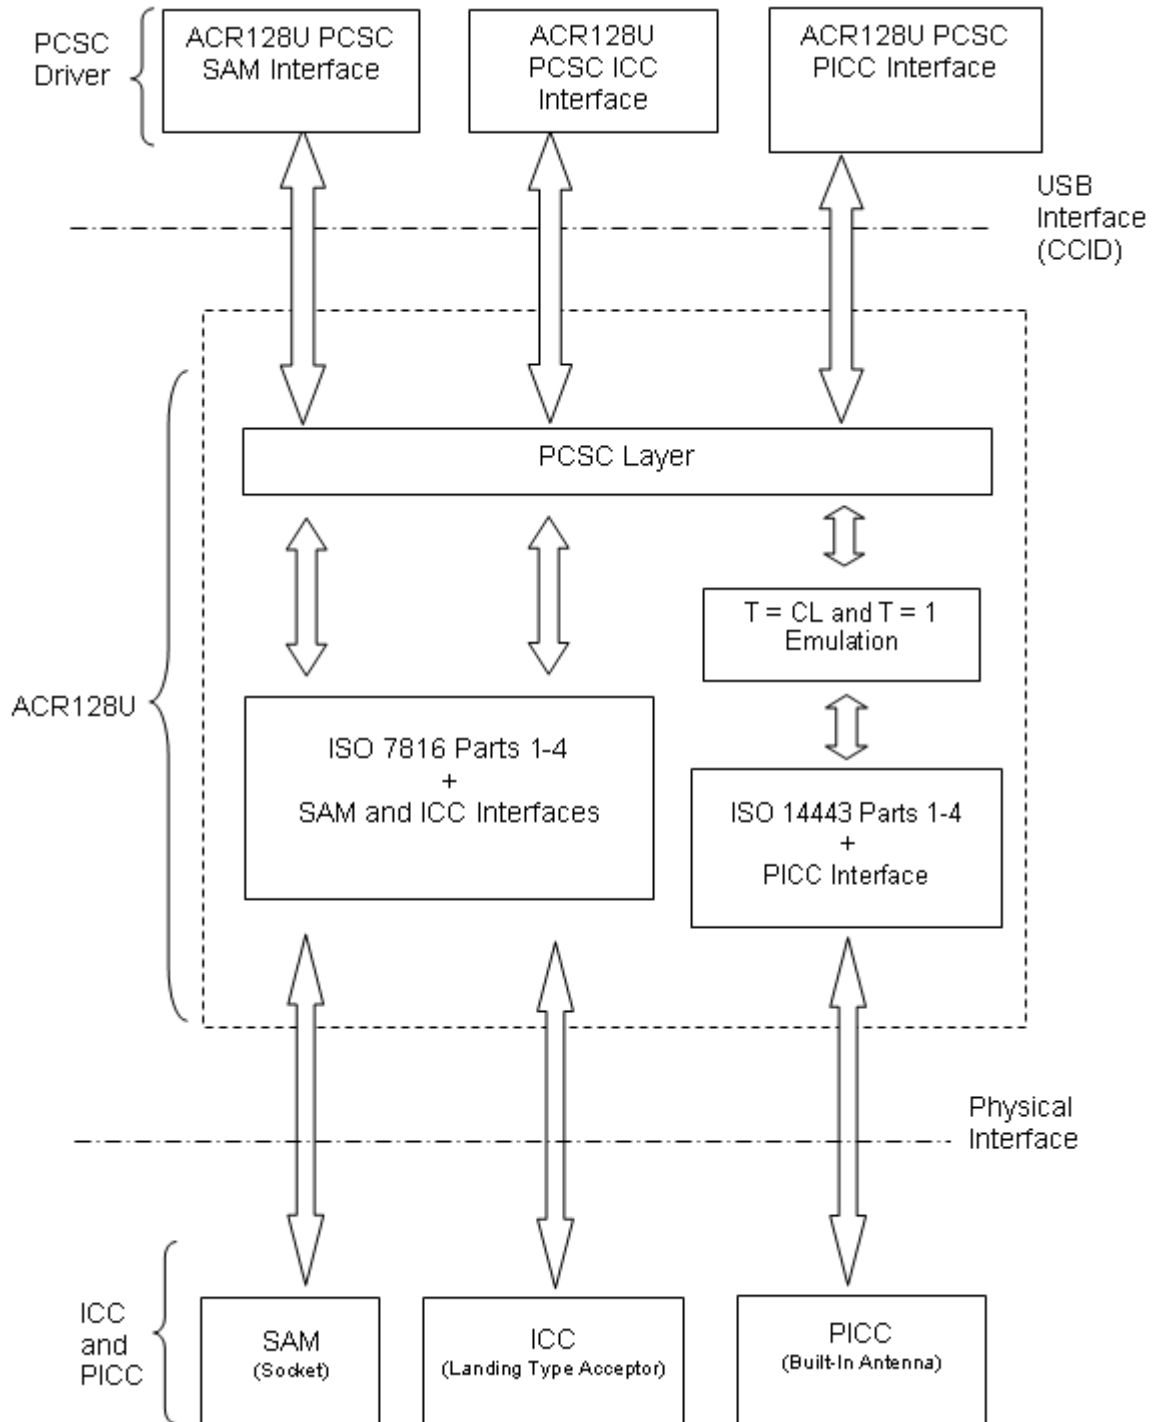 PCSC
Driver
ACR128U PCSC
SAM Interface
ACR128U
PCSC ICC
Interface
ACR128U PCSC
PICC Interface
USB
Interface
(CCID)
PCSC Layer
T = CL and T = 1
Emulation
ACR128U
ISO 7816 Parts 1-4
+
SAM and ICC Interfaces
ISO 14443 Parts 1-4
+
PICC Interface
Physical
Interface
ICC
and
PICC
SAM
(Socket)
ICC
(Landing Type Acceptor)
PICC
(Built-In Antenna)